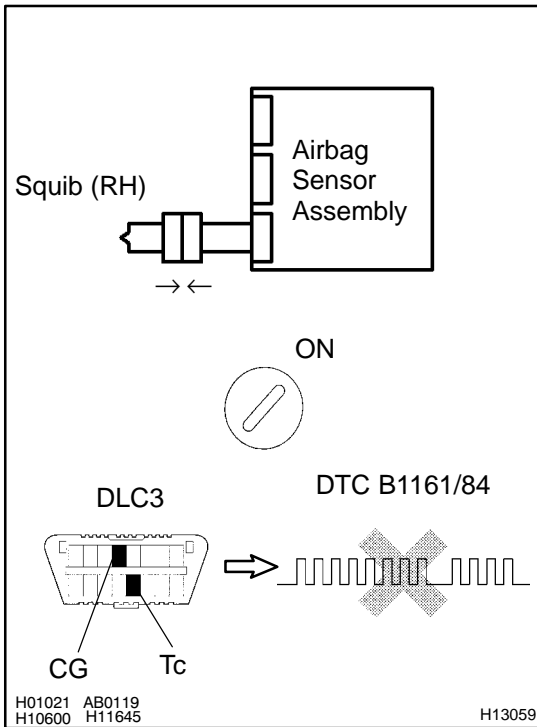 Squib (RH)
Airbag
Sensor
Assembly
ON
DLC3
DTC B1161/84
CG
Tc
H01021 AB0119
H10600 H11645
H13059